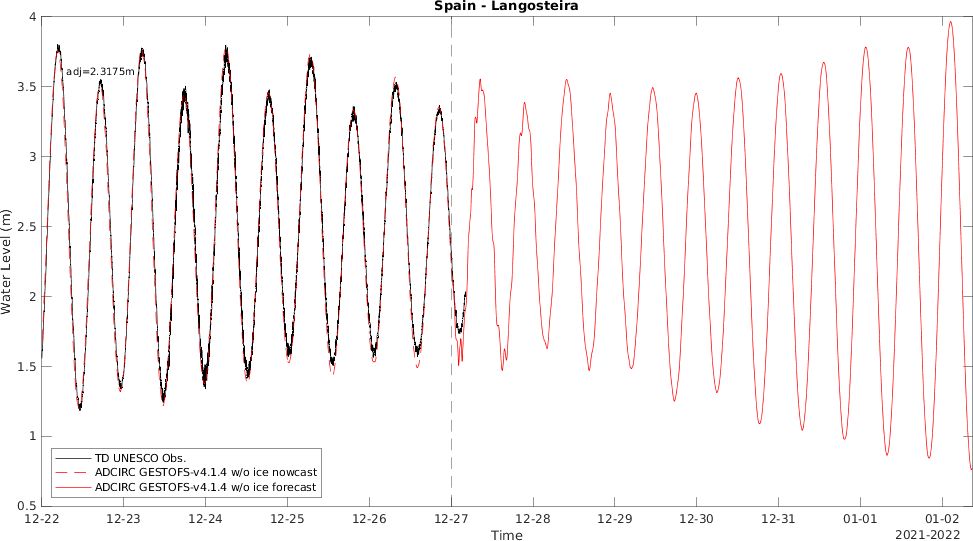 Spain - Langosteira
Water Level (m)
4
3.5
3
2.5
2
1.5
1
0.5
adj=2.3175m
TD UNESCO Obs.
ADCIRC GESTOFS-v4.1.4 w/o ice nowcast
ADCIRC GESTOFS-v4.1.4 w/o ice forecast
12-22 12-23 12-24 12-25 12-26 12-27 12-28 12-29 12-30 12-31 01-01 01-02
Time
2021-2022